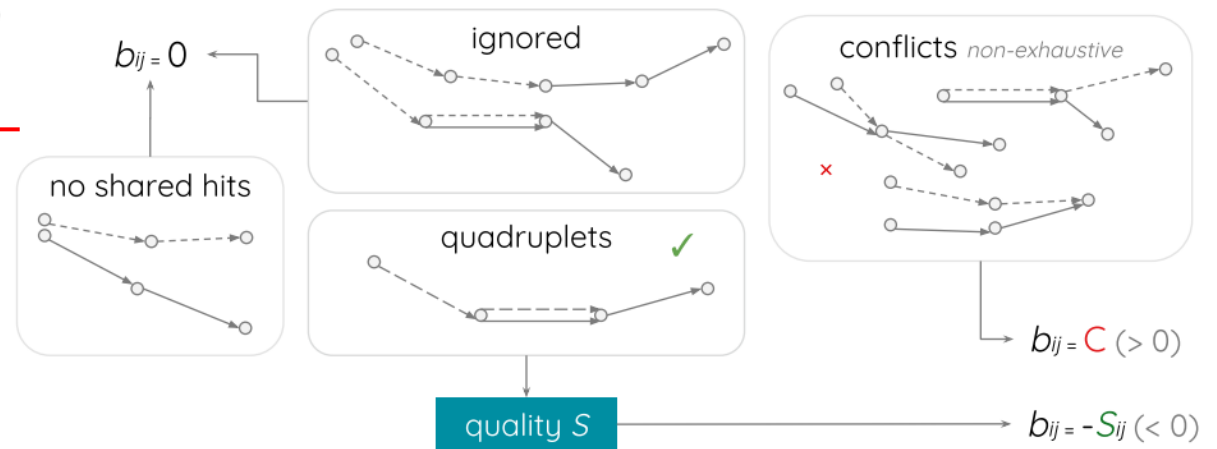 bij = 0
ignored
conflicts non-exhaustive
×
no shared hits
quadruplets ✓
bij = C (> 0)
quality S
bij = -Sij (< 0)